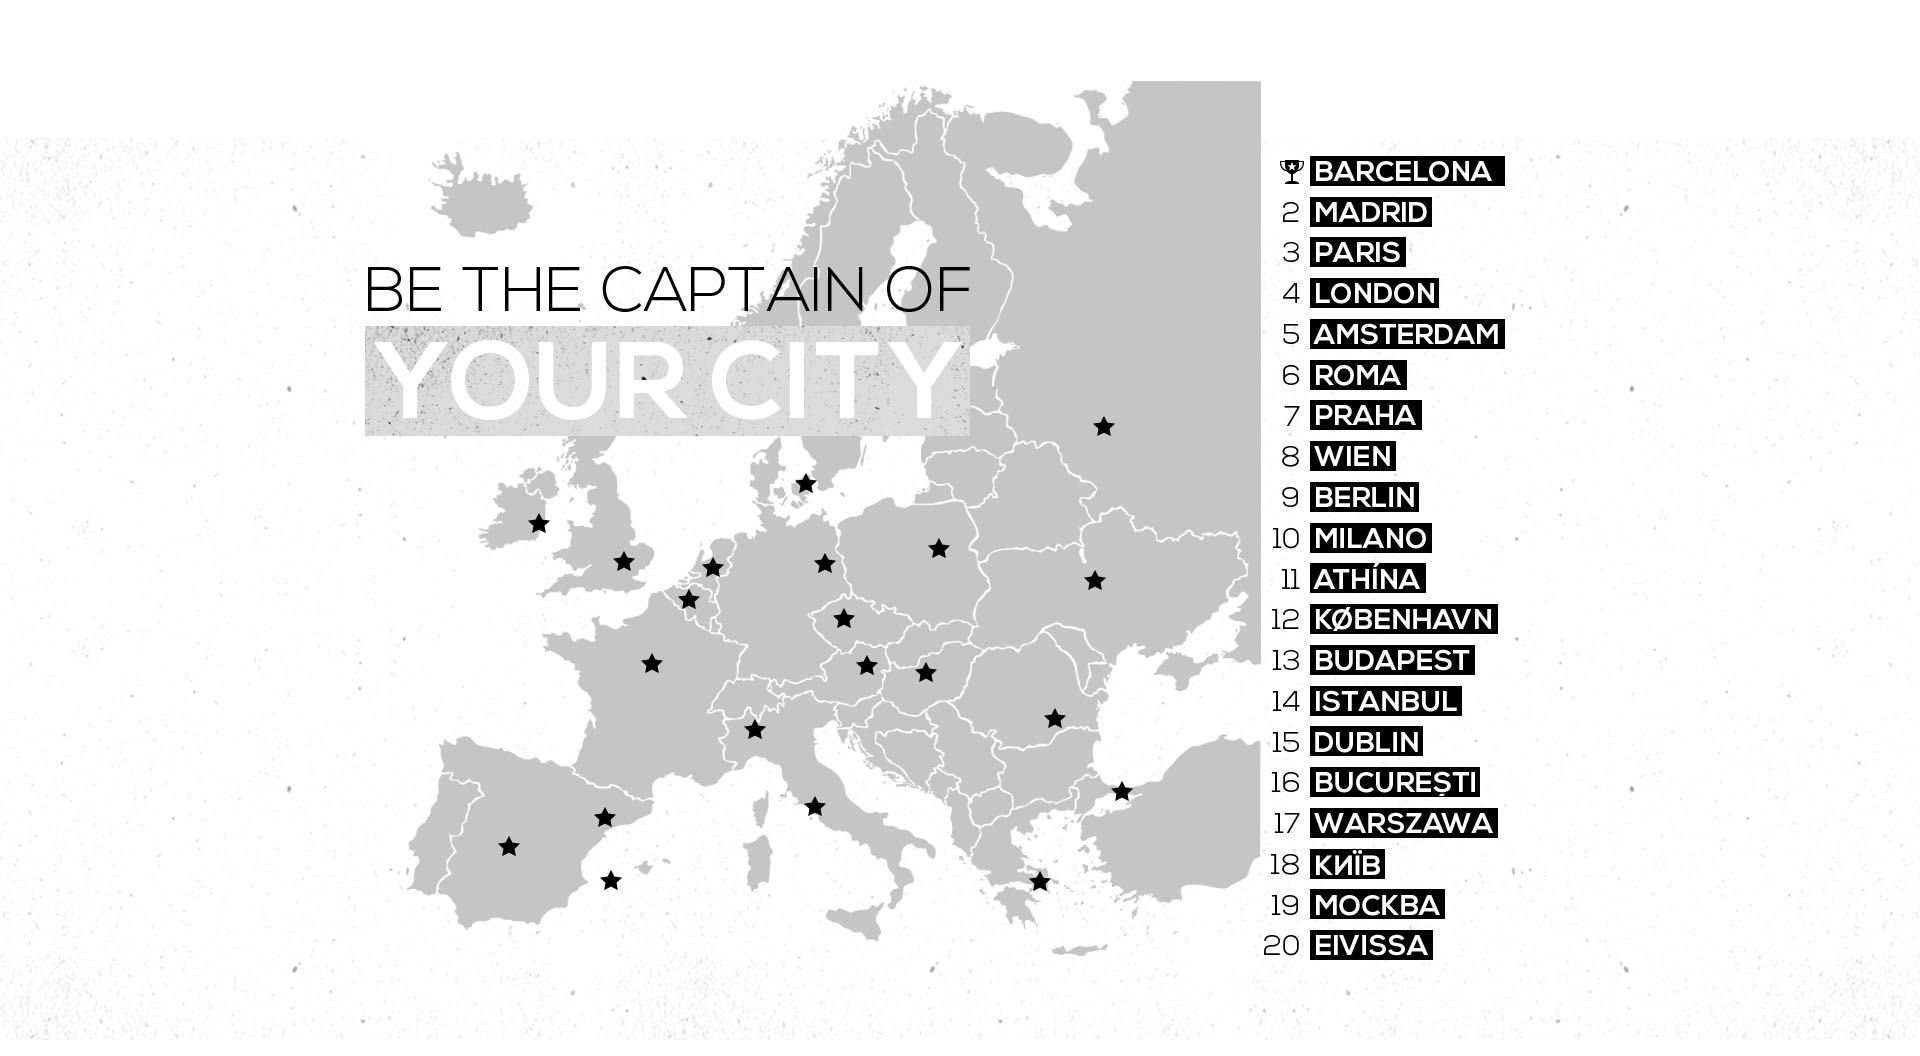 BE THE CAPTAIN OF
YOUR CITY
BARCELONA
2 MADRID
3 PARIS
4 LONDON
5 AMSTERDAM
6 ROMA
7 PRAHA
8 WIEN
9 BERLIN
10 MILANO
11 ATHÍNA
12 KØBENHAVN
13 BUDAPEST
14 ISTANBUL
15 DUBLIN
16 BUCUREȘTI
17 WARSZAWA
18 КИЇВ
19 МОСКВА
20 EIVISSA